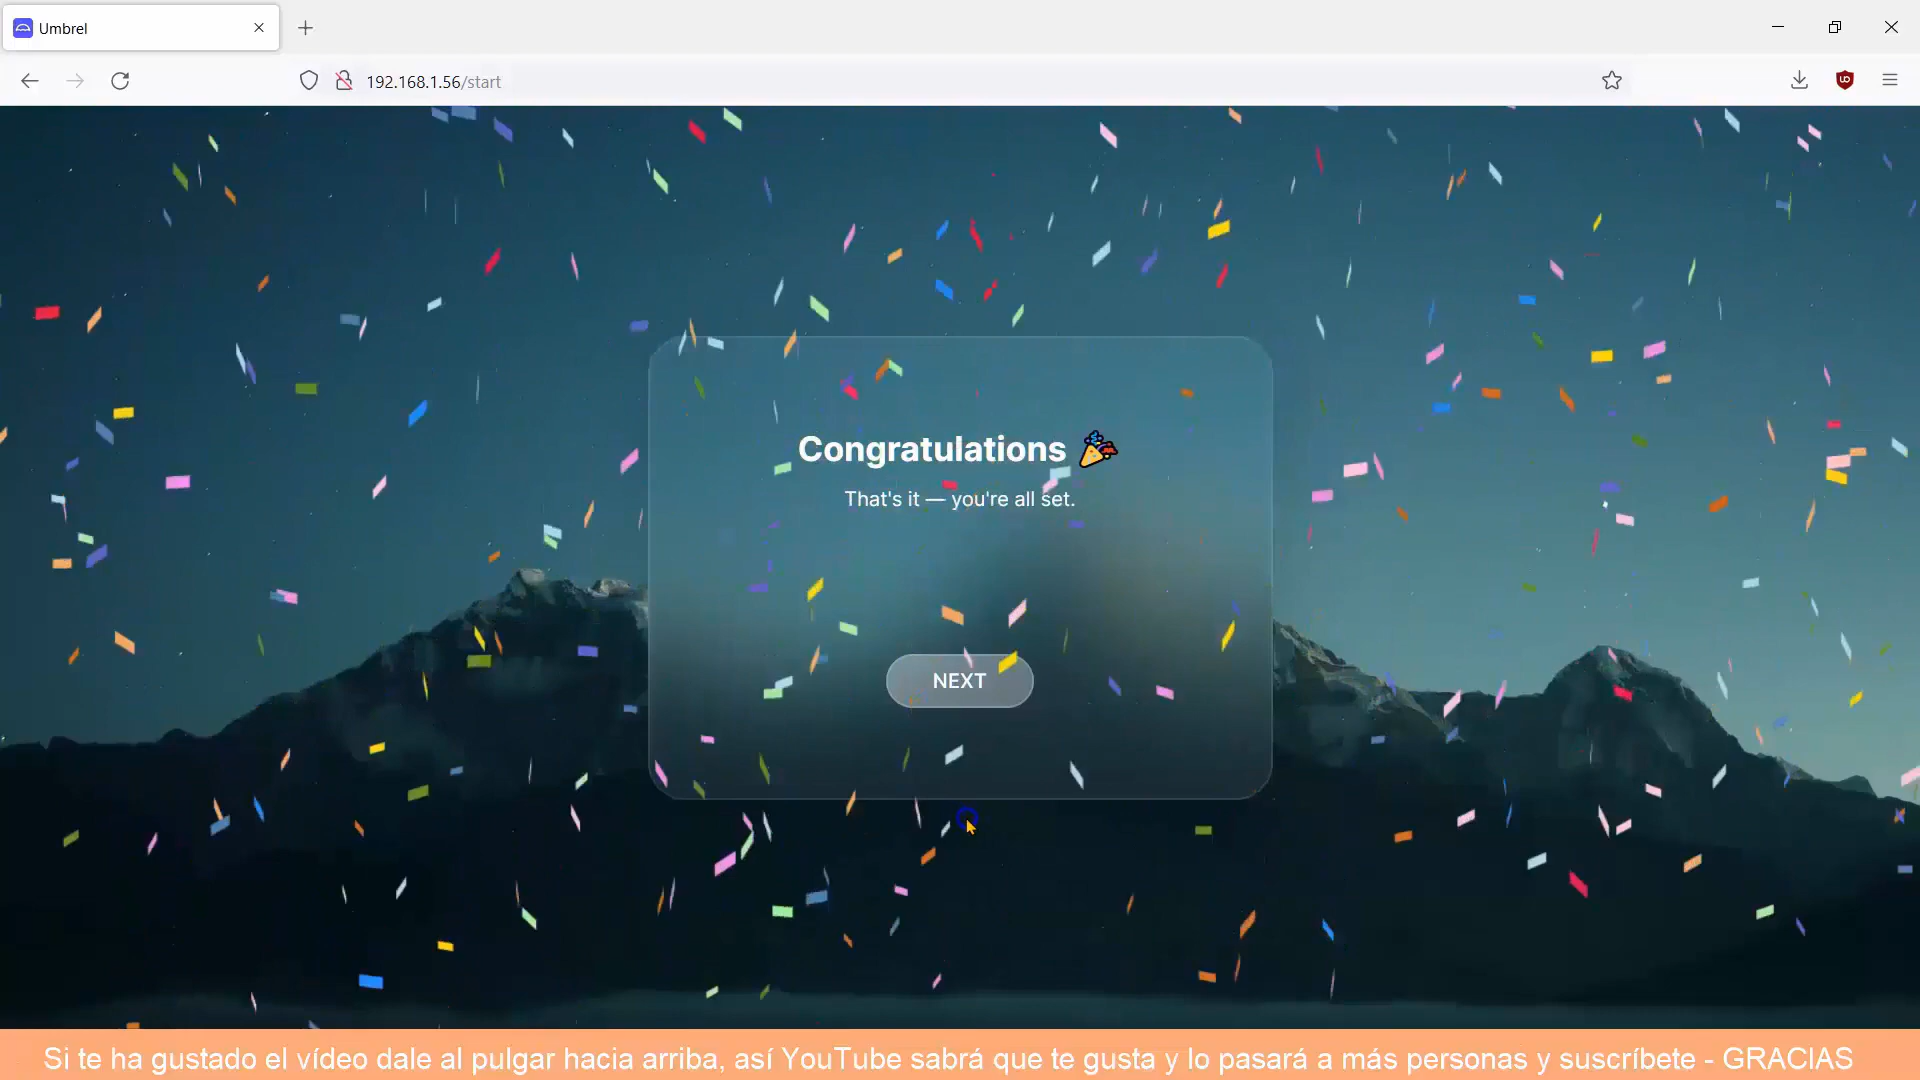 Umbrel
192.168.1.56/start
Congratulations 🎉
That's it — you're all set.
NEXT
Si te ha gustado el vídeo dale al pulgar hacia arriba, así YouTube sabrá que te gusta y lo pasará a más personas y suscríbete - GRACIAS